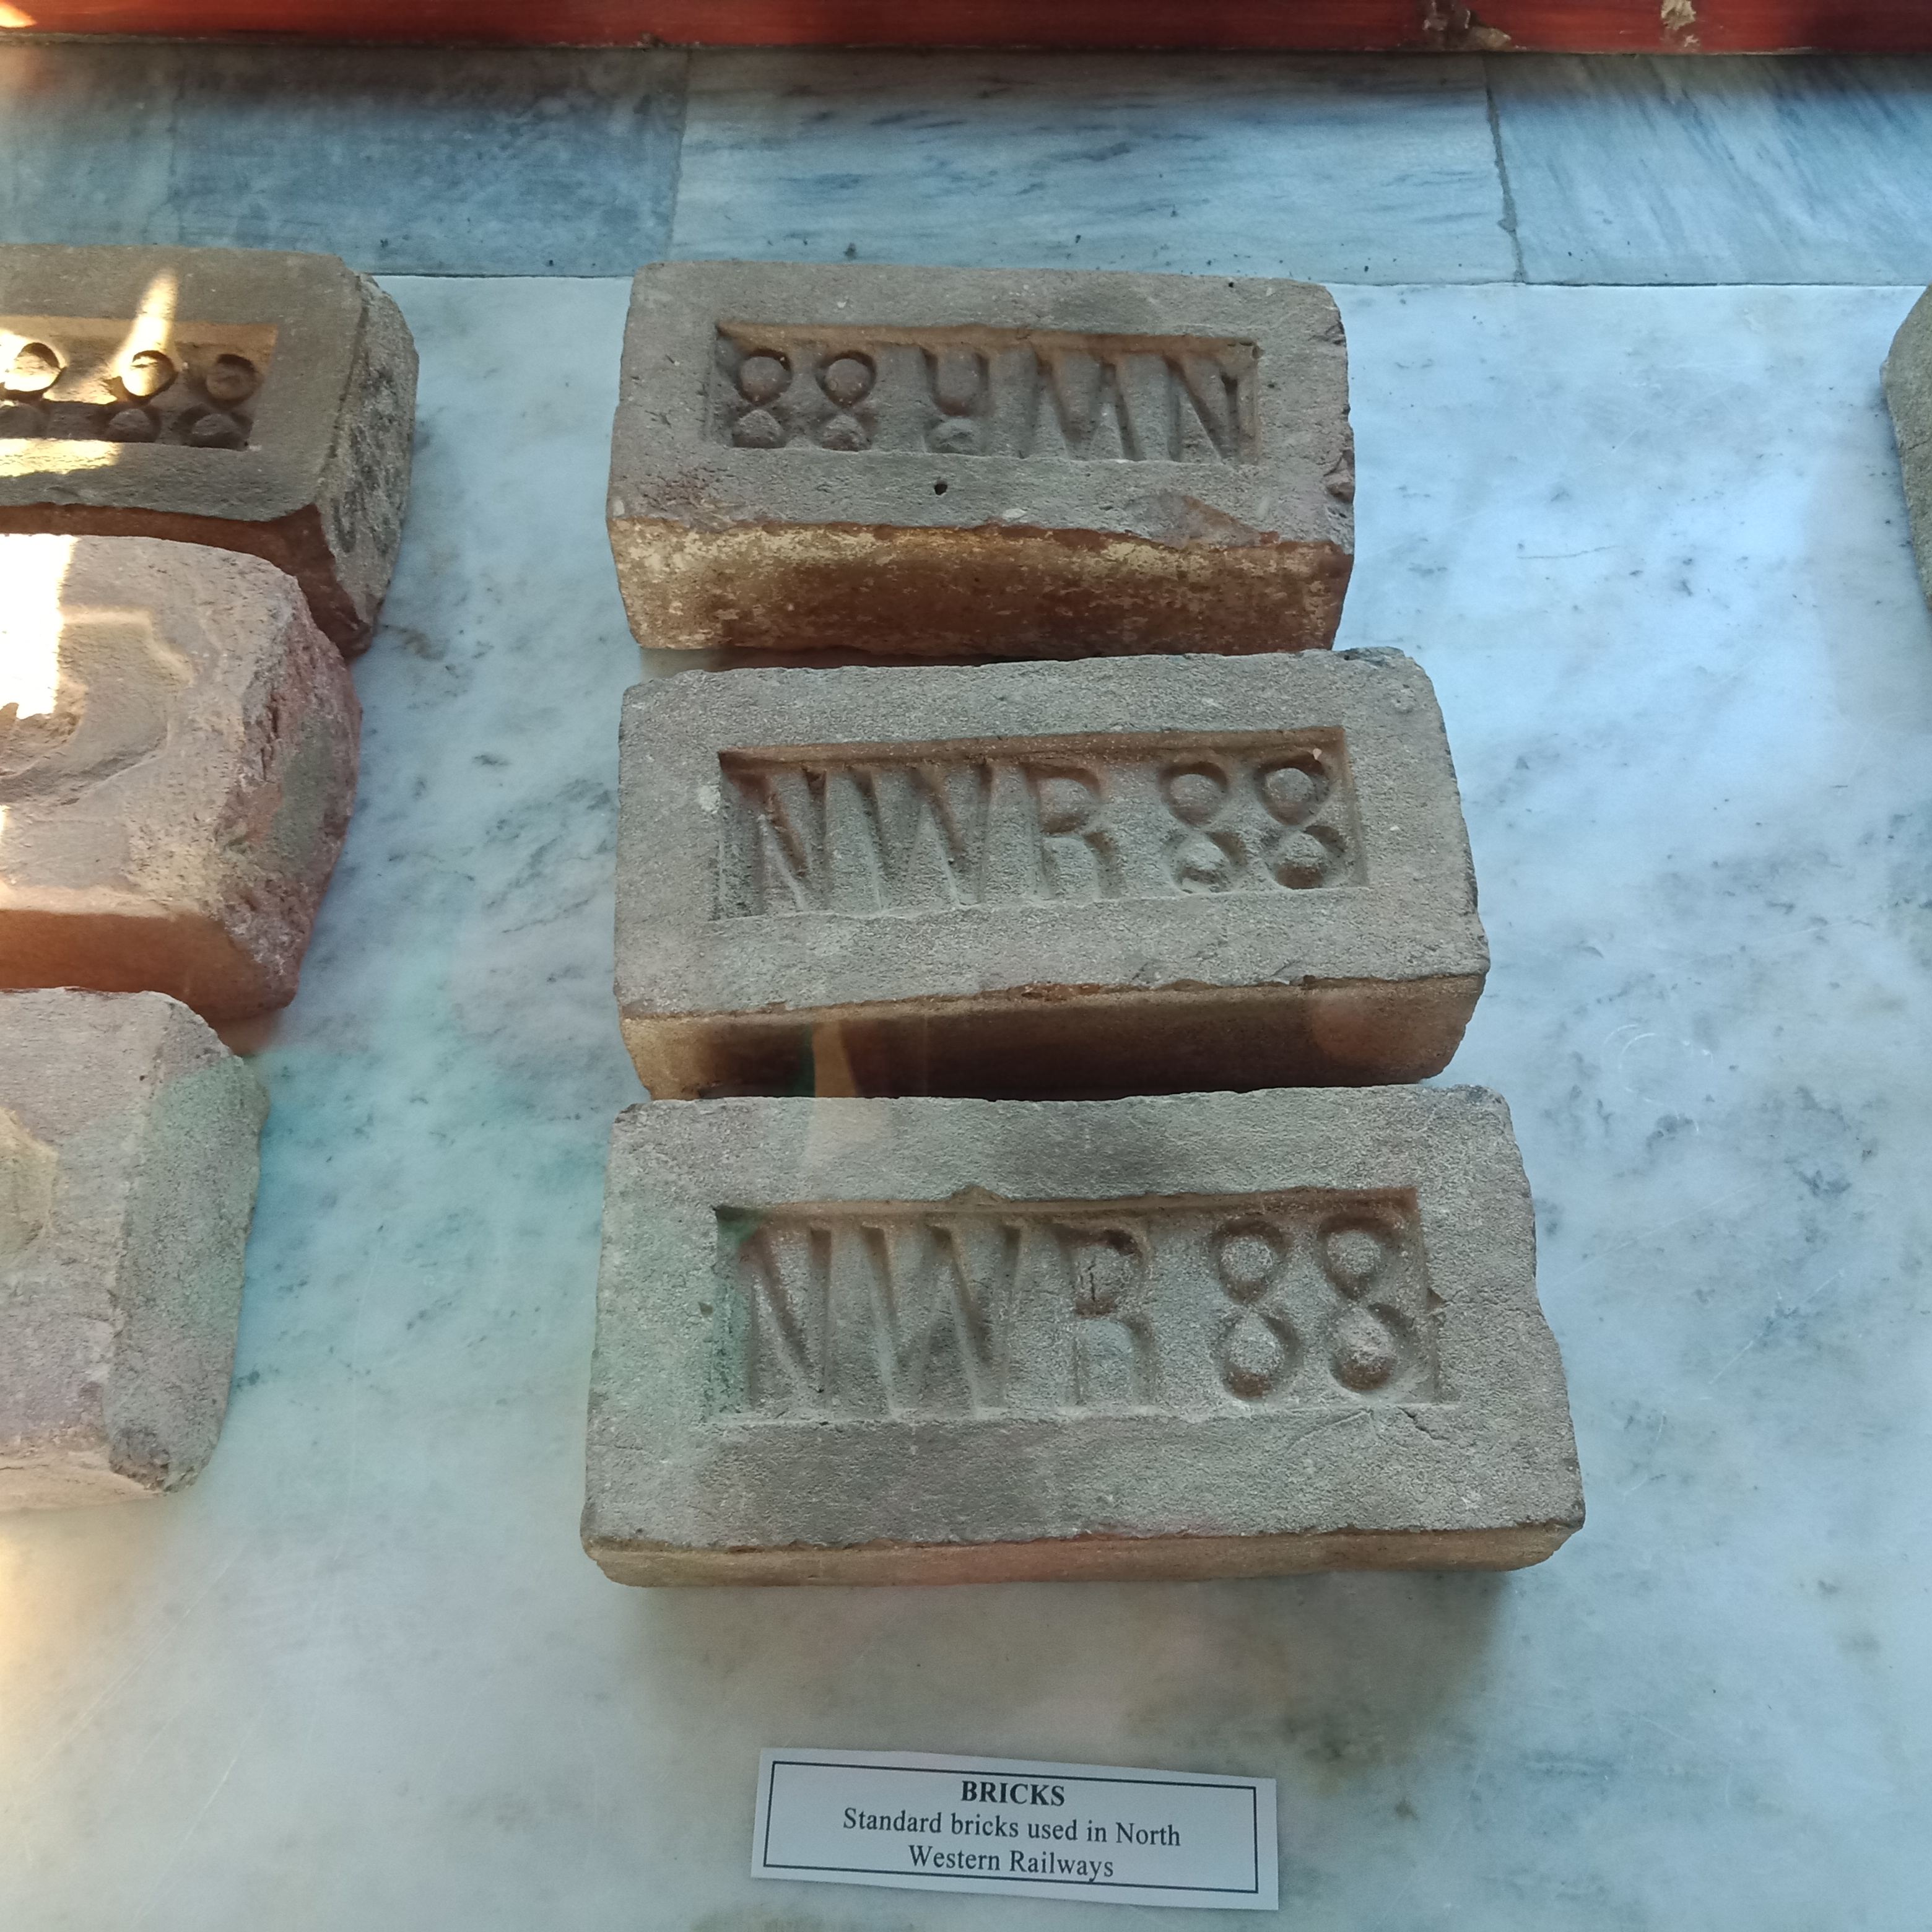 NWR 88
NWR 88
NWR 88
BRICKS
Standard bricks used in North
Western Railways